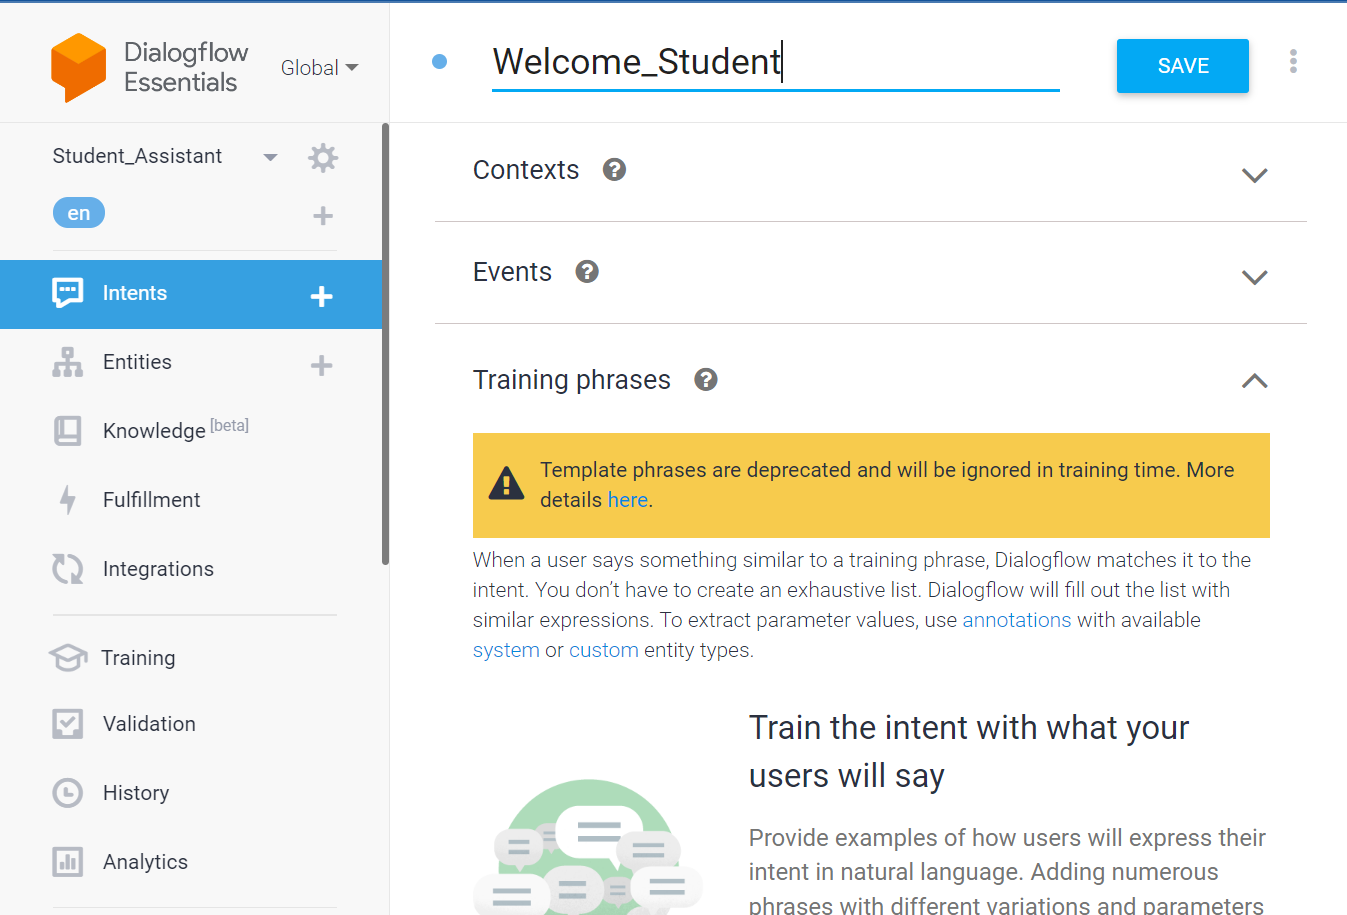 Dialogflow
Essentials
Global
Welcome_Student
SAVE
Student_Assistant
en
Intents
Entities
Knowledge [beta]
Fulfillment
Integrations
Training
Validation
History
Analytics
Contexts
Events
Training phrases
Template phrases are deprecated and will be ignored in training time. More
details here.
When a user says something similar to a training phrase, Dialogflow matches it to the
intent. You don’t have to create an exhaustive list. Dialogflow will fill out the list with
similar expressions. To extract parameter values, use annotations with available
system or custom entity types.
Train the intent with what your
users will say
Provide examples of how users will express their
intent in natural language. Adding numerous
phrases with different variations and parameters